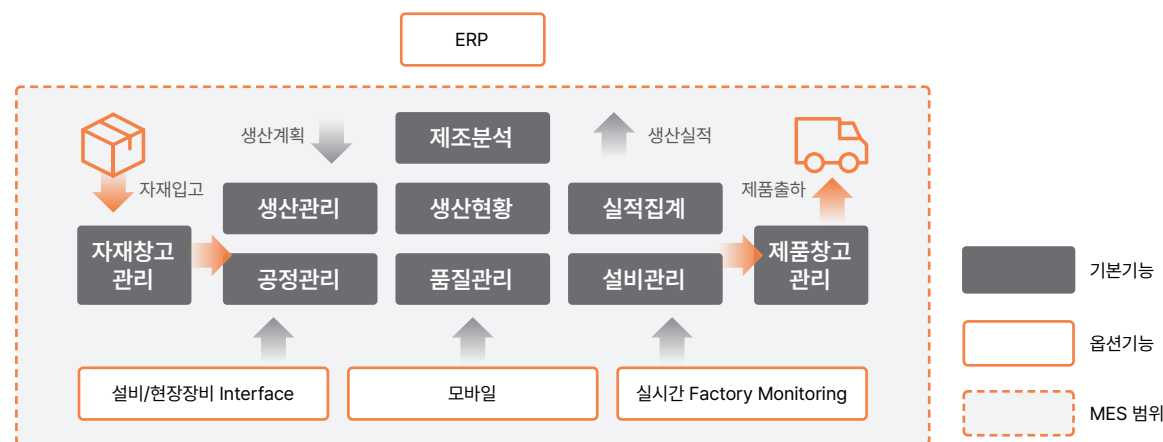 ERP
생산계획
제조분석
생산실적
자재입고
제품출하
생산관리
생산현황
실적집계
자재창고
관리
공정관리
품질관리
설비관리
제품창고
관리
설비/현장장비 Interface
모바일
실시간 Factory Monitoring
기본기능
옵션기능
MES 범위